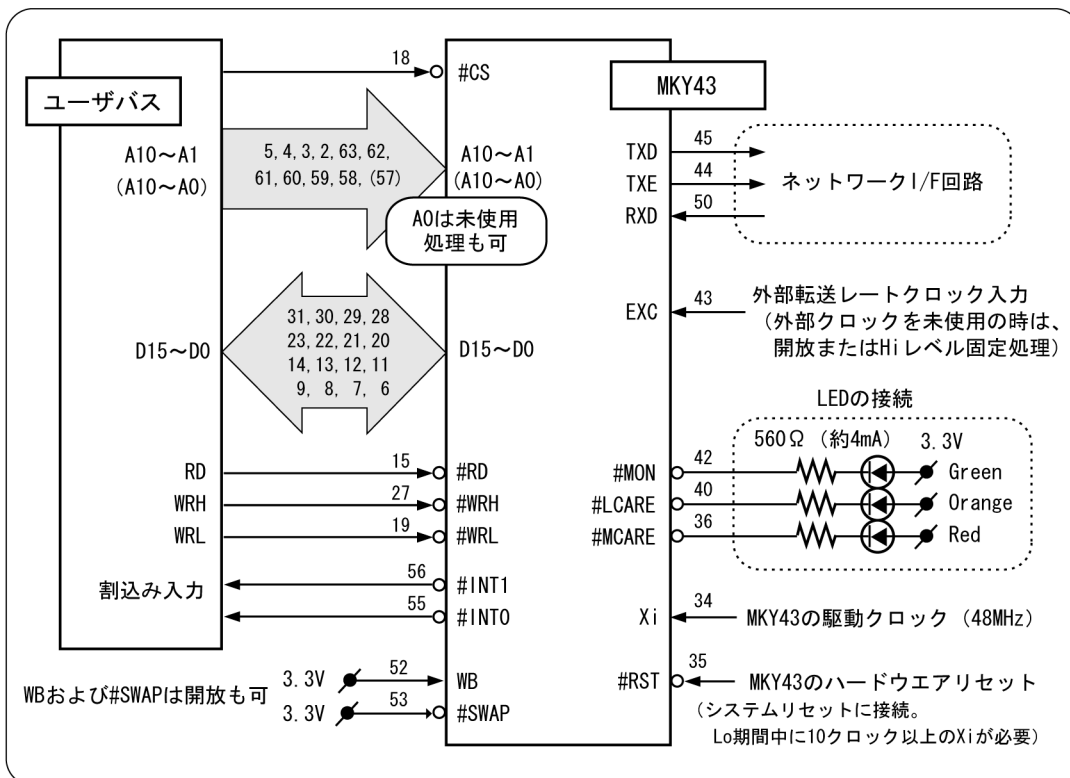 ユーザバス
MKY43
18
#CS
A10～A1
(A10～A0)
5, 4, 3, 2, 63, 62,
61, 60, 59, 58, (57)
A10～A1
(A10～A0)
A0は未使用
処理も可
TXD
45
TXE
44
RXD
50
ネットワークI/F回路
EXC
43
外部転送レートクロック入力
(外部クロックを未使用の時は、
開放またはHiレベル固定処理)
D15～D0
31, 30, 29, 28
23, 22, 21, 20
14, 13, 12, 11
9, 8, 7, 6
D15～D0
LEDの接続
560Ω (約4mA) 3.3V
#MON
42
Green
#LCARE
40
Orange
#MCARE
36
Red
RD
15
#RD
WRH
27
#WRH
WRL
19
#WRL
割込み入力
56
#INT1
55
#INT0
Xi
34
MKY43の駆動クロック (48MHz)
WBおよび#SWAPは開放も可
3.3V
52
WB
3.3V
53
#SWAP
#RST
35
MKY43のハードウエアリセット
(システムリセットに接続。
Lo期間中に10クロック以上のXiが必要)